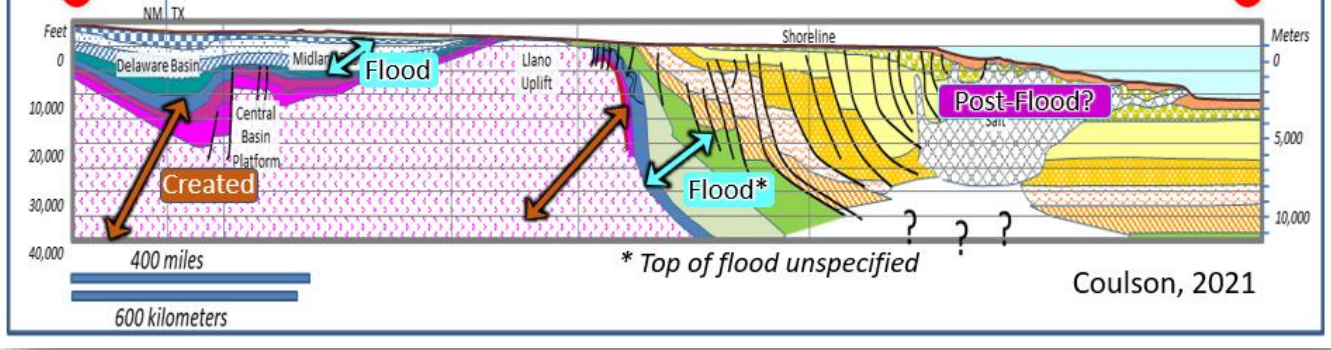 NM TX
Feet
Shoreline
Meters
0
Delaware Basin
Flood
Llano
Uplift
0
10,000
Central
Basin
Platform
Post-Flood?
5,000
20,000
Created
Flood*
30,000
10,000
? ? ?
40,000
400 miles
* Top of flood unspecified
Coulson, 2021
600 kilometers